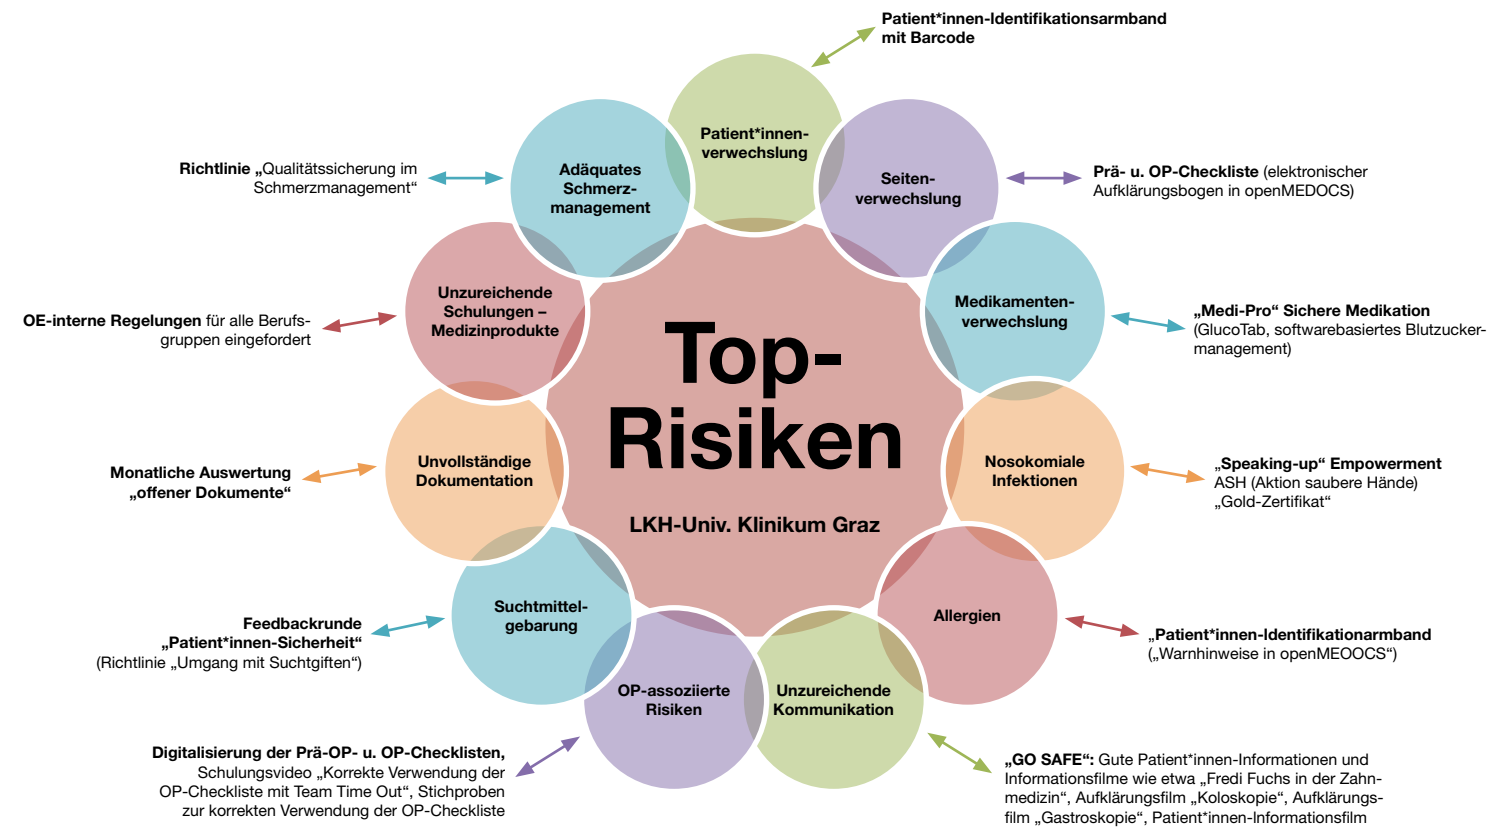 Patient*innen-Identifikationsarmband
mit Barcode
Patient*innen-
verwechslung
Seiten-
verwechslung
Prä- u. OP-Checkliste (elektronischer
Aufklärungsbogen in openMEDOCS)
Medikamenten-
verwechslung
„Medi-Pro“ Sichere Medikation
(GlucoTab, softwarebasiertes Blutzucker-
management)
Nosokomiale
Infektionen
„Speaking-up“ Empowerment
ASH (Aktion saubere Hände)
„Gold-Zertifikat“
Allergien
„Patient*innen-Identifikationarmband
(„Warnhinweise in openMEOOCS“)
Unzureichende
Kommunikation
„GO SAFE“: Gute Patient*innen-Informationen und
Informationsfilme wie etwa „Fredi Fuchs in der Zahn-
medizin“, Aufklärungsfilm „Koloskopie“, Aufklärungs-
film „Gastroskopie“, Patient*innen-Informationsfilm
OP-assoziierte
Risiken
Digitalisierung der Prä-OP- u. OP-Checklisten,
Schulungsvideo „Korrekte Verwendung der
OP-Checkliste mit Team Time Out“, Stichproben
zur korrekten Verwendung der OP-Checkliste
Suchtmittel-
gebarung
Feedbackrunde
„Patient*innen-Sicherheit“
(Richtlinie „Umgang mit Suchtgiften“)
Unvollständige
Dokumentation
Monatliche Auswertung
„offener Dokumente“
Unzureichende
Schulungen –
Medizinprodukte
OE-interne Regelungen für alle Berufs-
gruppen eingefordert
Adäquates
Schmerz-
management
Richtlinie „Qualitätssicherung im
Schmerzmanagement“
Top-
Risiken
LKH-Univ. Klinikum Graz